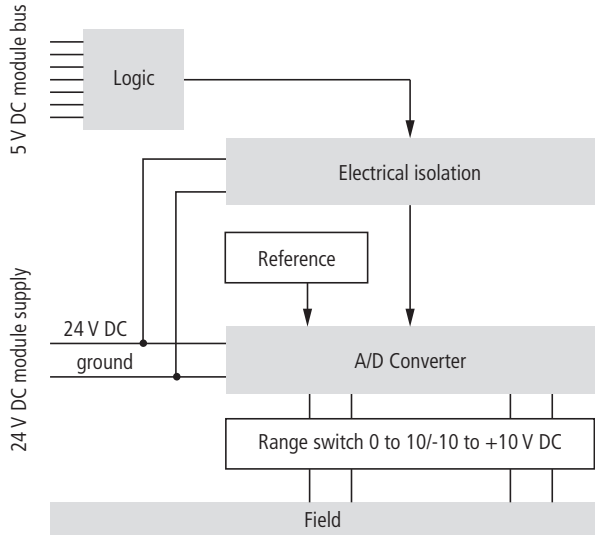 5 V DC module bus
Logic
Electrical isolation
Reference
24 V DC module supply
24 V DC
ground
A/D Converter
Range switch 0 to 10/-10 to +10 V DC
Field